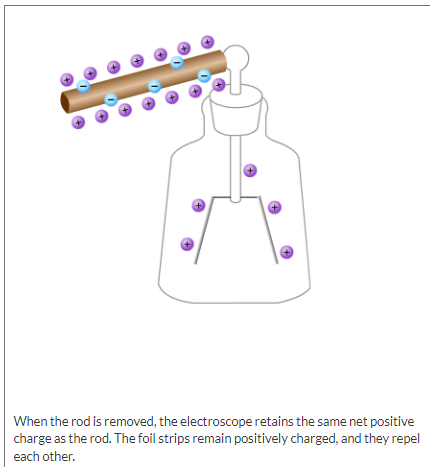 When the rod is removed, the electroscope retains the same net positive
charge as the rod. The foil strips remain positively charged, and they repel
each other.